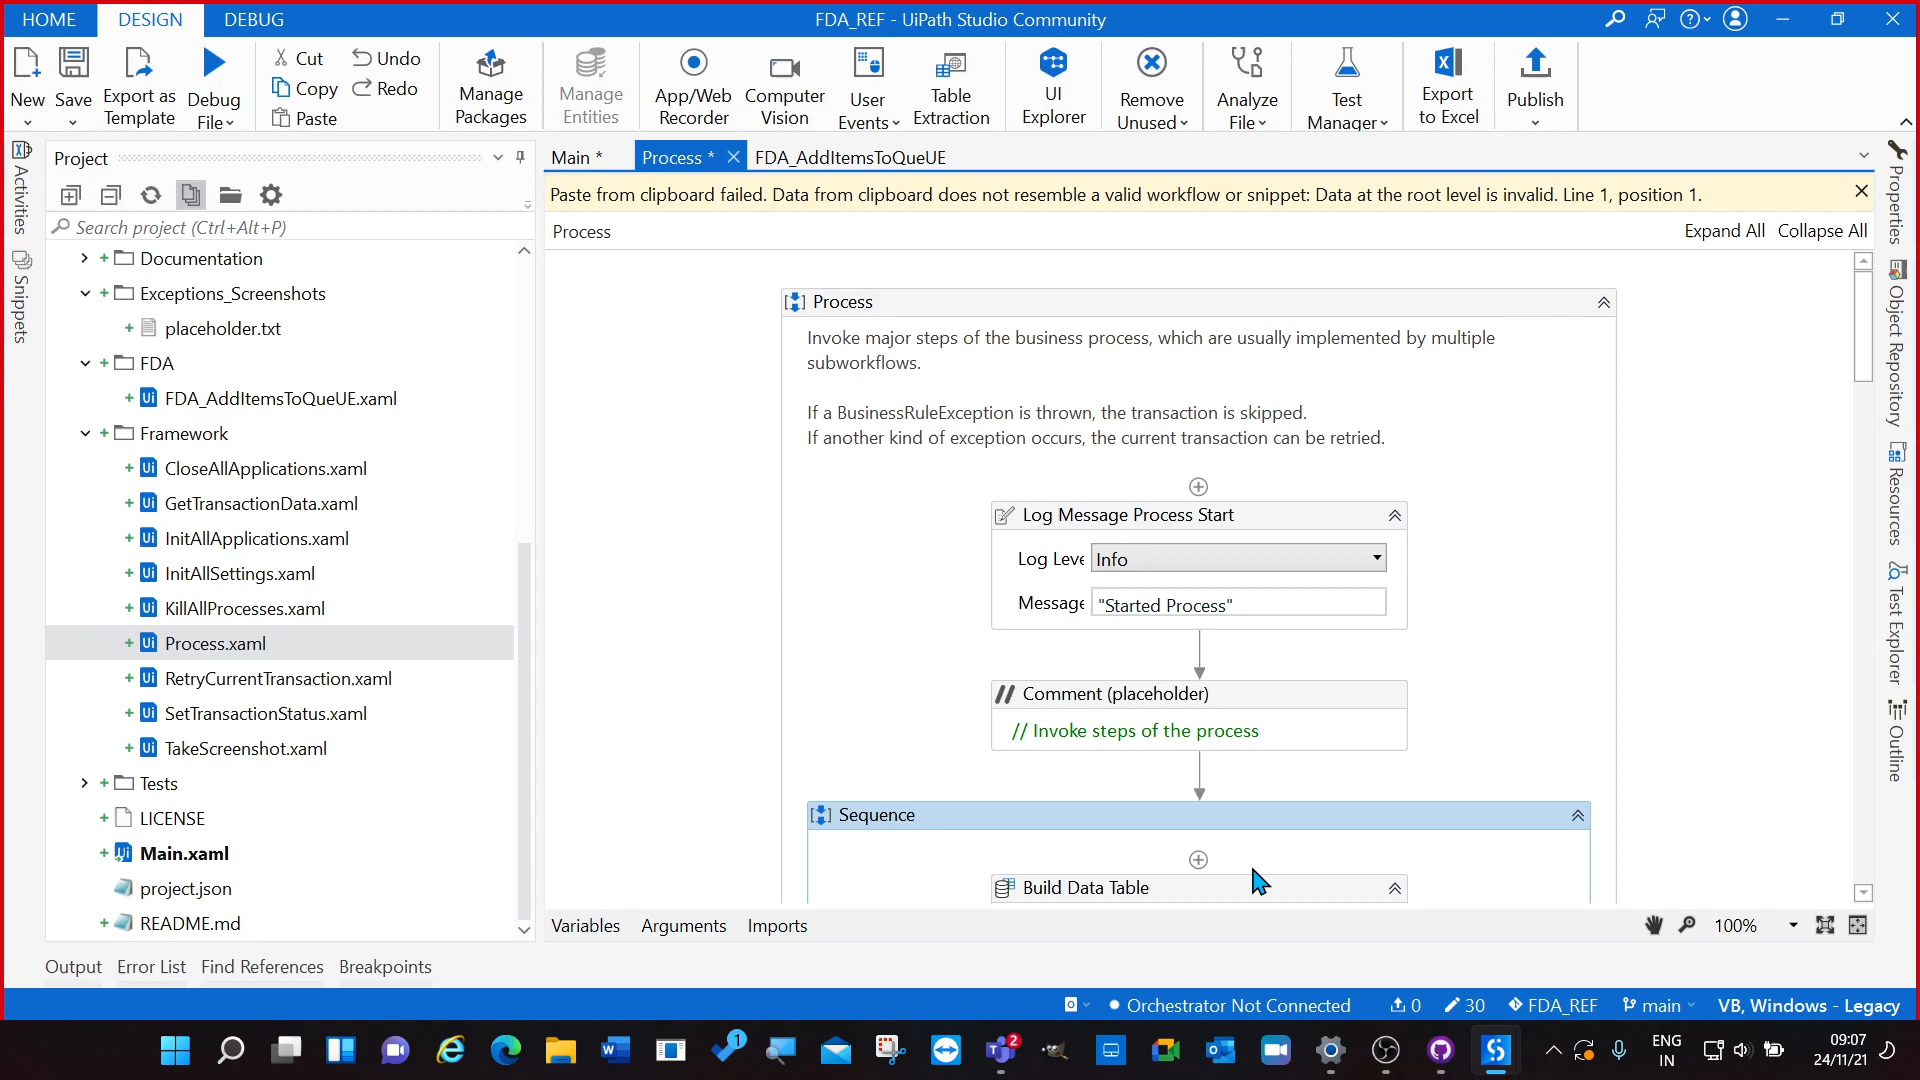 HOME
DESIGN
DEBUG
FDA_REF - UiPath Studio Community
New
Save
Export as
Template
Debug
File
Cut
Copy
Paste
Undo
Redo
Manage
Packages
Manage
Entities
App/Web
Recorder
Computer
Vision
User
Events
Table
Extraction
UI
Explorer
Remove
Unused
Analyze
File
Test
Manager
Export
to Excel
Publish
Activities
Snippets
Project
Search project (Ctrl+Alt+P)
Documentation
Exceptions_Screenshots
placeholder.txt
FDA
FDA_AddItemsToQueUE.xaml
Framework
CloseAllApplications.xaml
GetTransactionData.xaml
InitAllApplications.xaml
InitAllSettings.xaml
KillAllProcesses.xaml
Process.xaml
RetryCurrentTransaction.xaml
SetTransactionStatus.xaml
TakeScreenshot.xaml
Tests
LICENSE
Main.xaml
project.json
README.md
Main *
Process *
FDA_AddItemsToQueUE
Paste from clipboard failed. Data from clipboard does not resemble a valid workflow or snippet: Data at the root level is invalid. Line 1, position 1.
Process
Expand All
Collapse All
Process
Invoke major steps of the business process, which are usually implemented by multiple
subworkflows.
If a BusinessRuleException is thrown, the transaction is skipped.
If another kind of exception occurs, the current transaction can be retried.
Log Message Process Start
Log Leve
Info
Message
"Started Process"
Comment (placeholder)
// Invoke steps of the process
Sequence
Build Data Table
Variables
Arguments
Imports
100%
Properties
Object Repository
Resources
Test Explorer
Outline
Output
Error List
Find References
Breakpoints
Orchestrator Not Connected
0
30
FDA_REF
main
VB, Windows - Legacy
1
2
ENG
IN
09:07
24/11/21